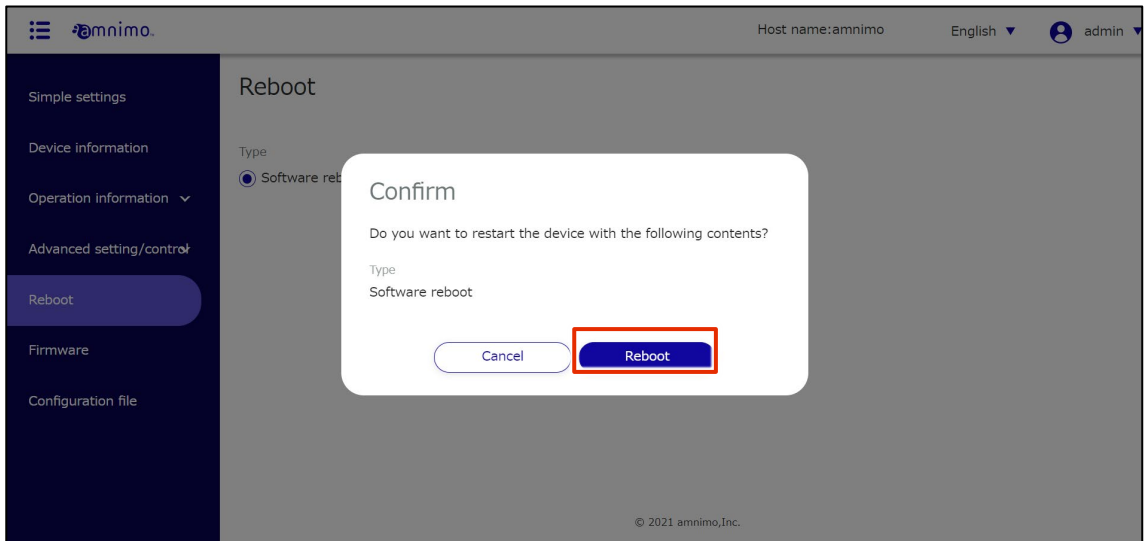 amnimo
Host name:amnimo
English
admin
Simple settings
Device information
Operation information
Advanced setting/control
Reboot
Firmware
Configuration file
Reboot
Type
Software reb
Confirm
Do you want to restart the device with the following contents?
Type
Software reboot
Cancel
Reboot
© 2021 amnimo,Inc.